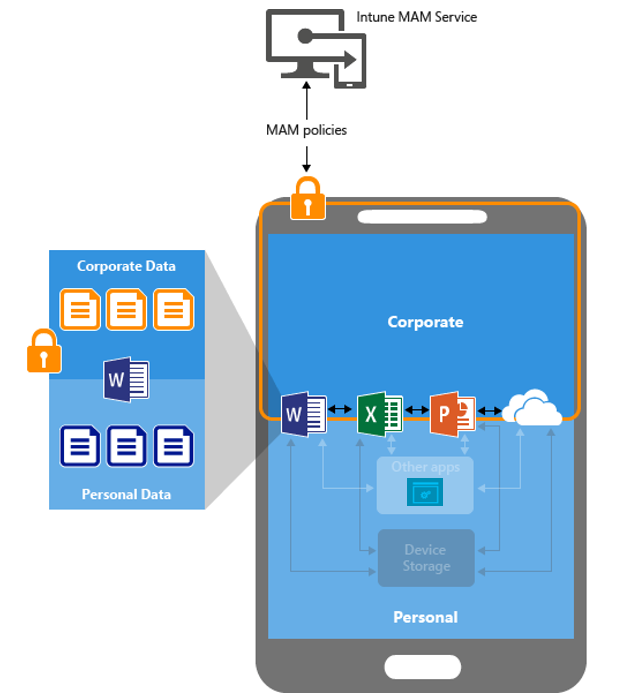 Intune MAM Service
MAM policies
Corporate Data
Corporate
W
W
X
P
Other apps
Personal Data
Device
Storage
Personal